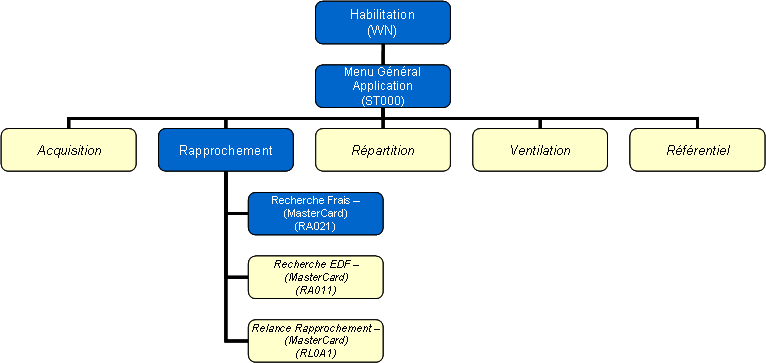 Habilitation
(WN)
Menu Général
Application
(ST000)
Acquisition
Rapprochement
Répartition
Ventilation
Référentiel
Recherche Frais –
(MasterCard)
(RA021)
Recherche EDF –
(MasterCard)
(RA011)
Relance Rapprochement –
(MasterCard)
(RL0A1)